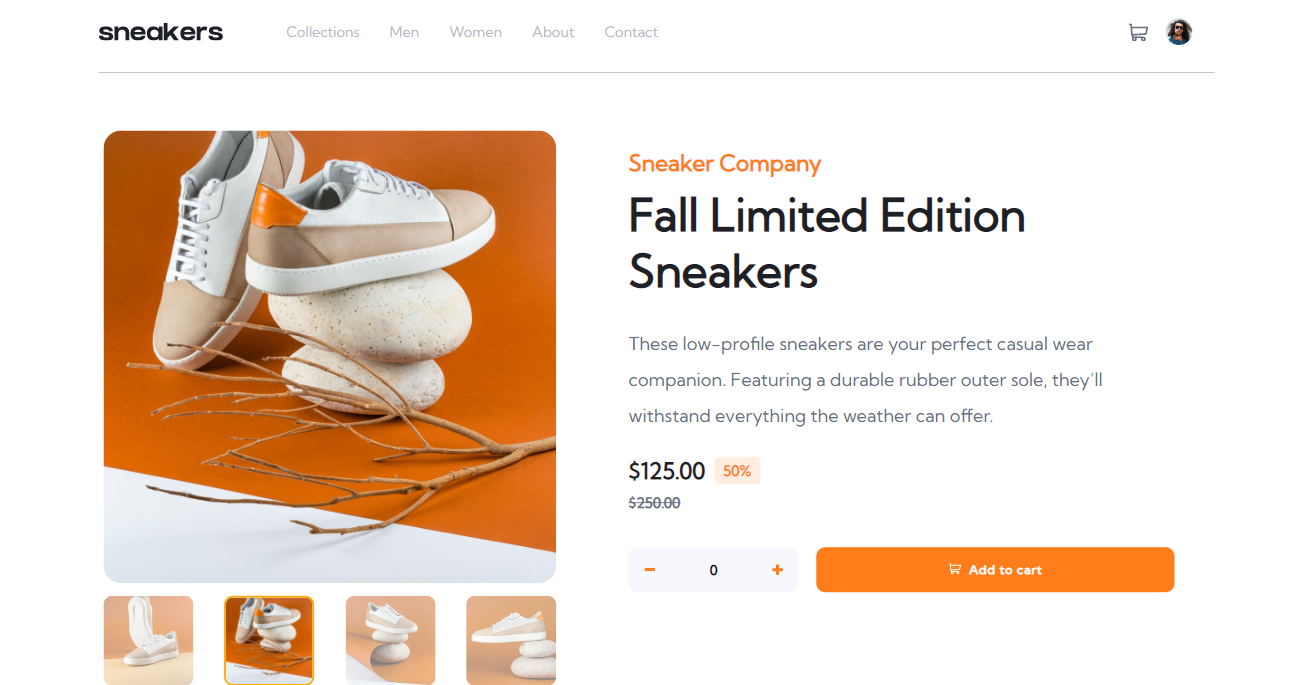 sneakers
Collections Men Women About Contact
Sneaker Company
Fall Limited Edition
Sneakers
These low-profile sneakers are your perfect casual wear
companion. Featuring a durable rubber outer sole, they’ll
withstand everything the weather can offer.
$125.00 50%
$250.00
0
Add to cart